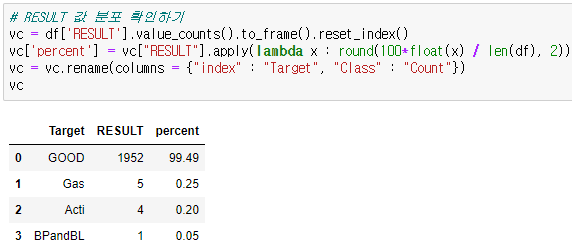 # RESULT 값 분포 확인하기
vc = df['RESULT'].value_counts().to_frame().reset_index()
vc['percent'] = vc["RESULT"].apply(lambda x : round(100*float(x) / len(df), 2))
vc = vc.rename(columns = {"index" : "Target", "Class" : "Count"})
vc
Target RESULT percent
0 GOOD 1952 99.49
1 Gas 5 0.25
2 Acti 4 0.20
3 BPandBL 1 0.05